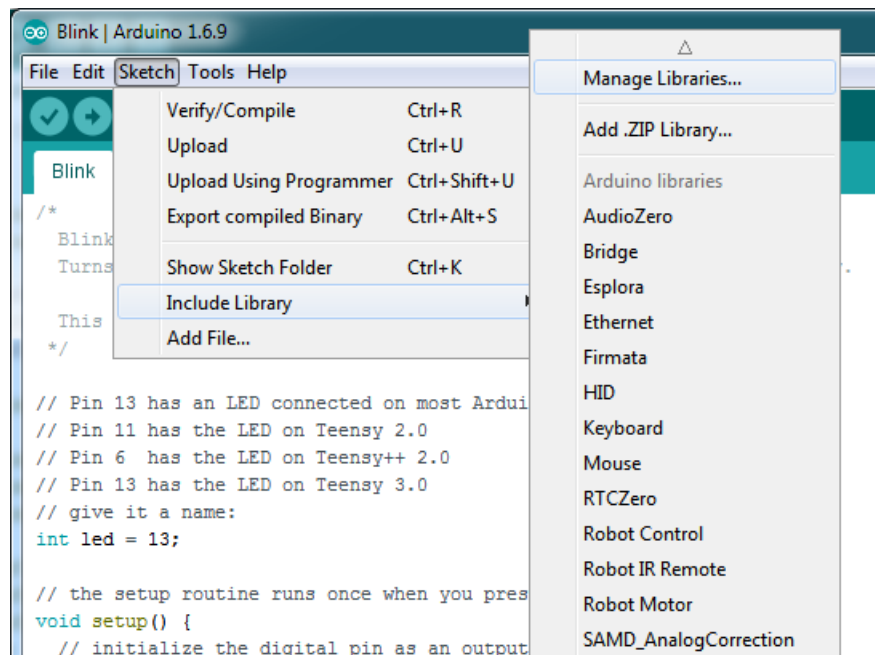 Blink | Arduino 1.6.9
File Edit Sketch Tools Help
Verify/Compile Ctrl+R
Upload Ctrl+U
Upload Using Programmer Ctrl+Shift+U
Export compiled Binary Ctrl+Alt+S
Show Sketch Folder Ctrl+K
Include Library
Add File...
Manage Libraries...
Add .ZIP Library...
Arduino libraries
AudioZero
Bridge
Esplora
Ethernet
Firmata
HID
Keyboard
Mouse
RTCZero
Robot Control
Robot IR Remote
Robot Motor
SAMD_AnalogCorrection
Blink
/*
Blink
Turns
.
This
*/
// Pin 13 has an LED connected on most Ardui
// Pin 11 has the LED on Teensy 2.0
// Pin 6  has the LED on Teensy++ 2.0
// Pin 13 has the LED on Teensy 3.0
// give it a name:
int led = 13;
// the setup routine runs once when you pres
void setup() {
// initialize the digital pin as an output